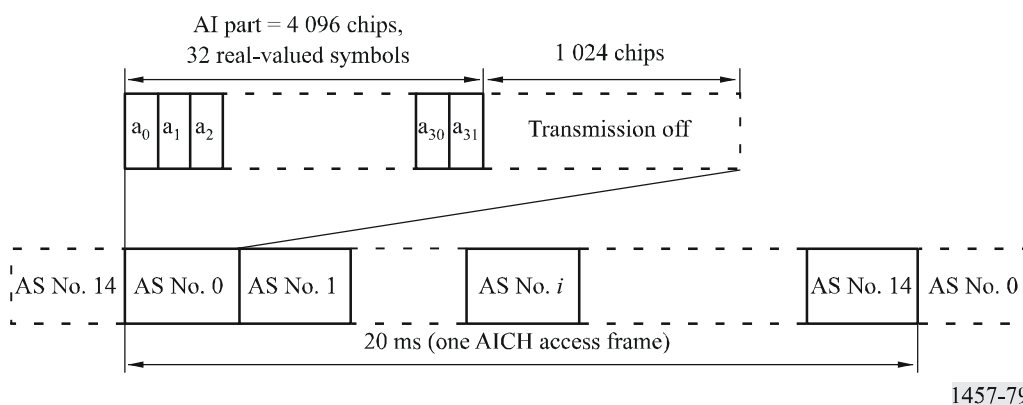 AI part = 4 096 chips,
32 real-valued symbols
1 024 chips
a0 a1 a2 a30 a31 Transmission off
AS No. 14 AS No. 0 AS No. 1 AS No. i AS No. 14 AS No. 0
20 ms (one AICH access frame)
1457-79